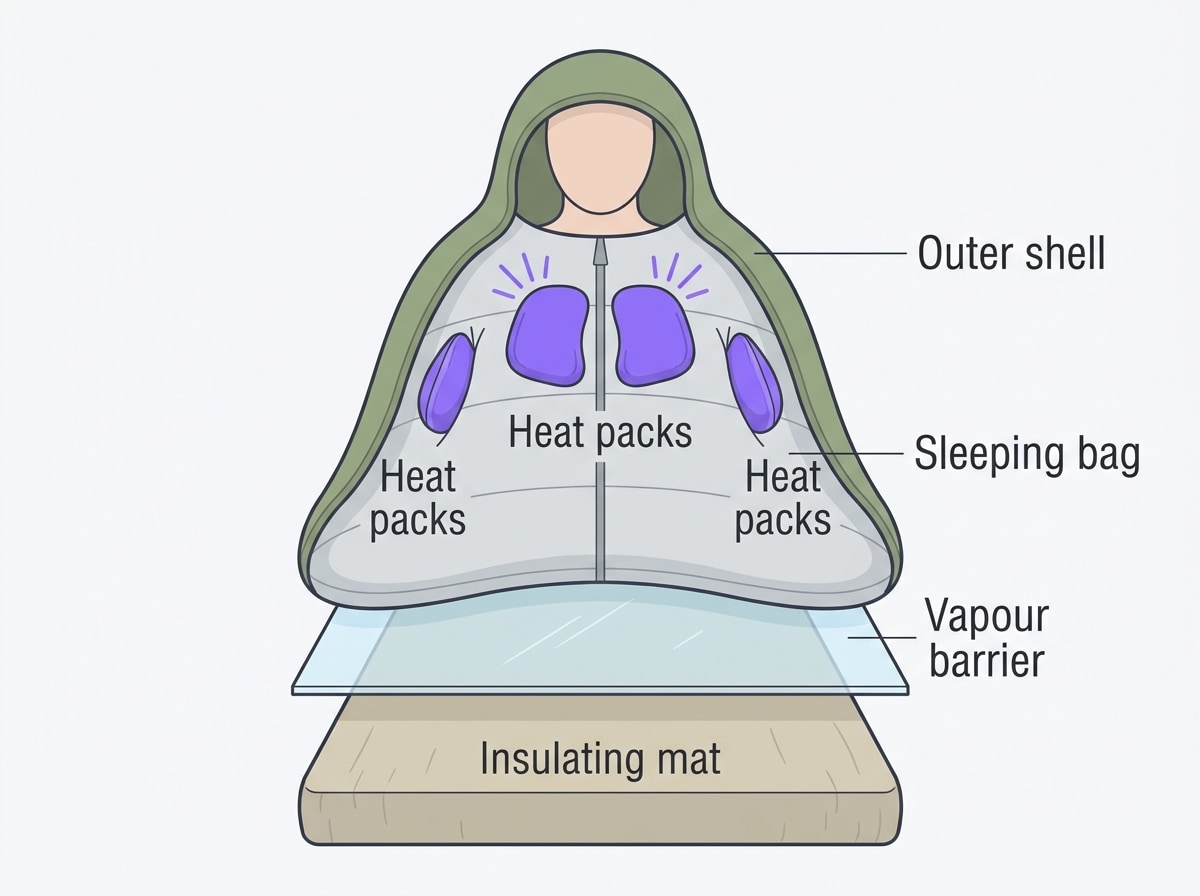 Outer shell
Heat packs
Sleeping bag
Heat
packs
Heat
packs
Vapour
barrier
Insulating mat